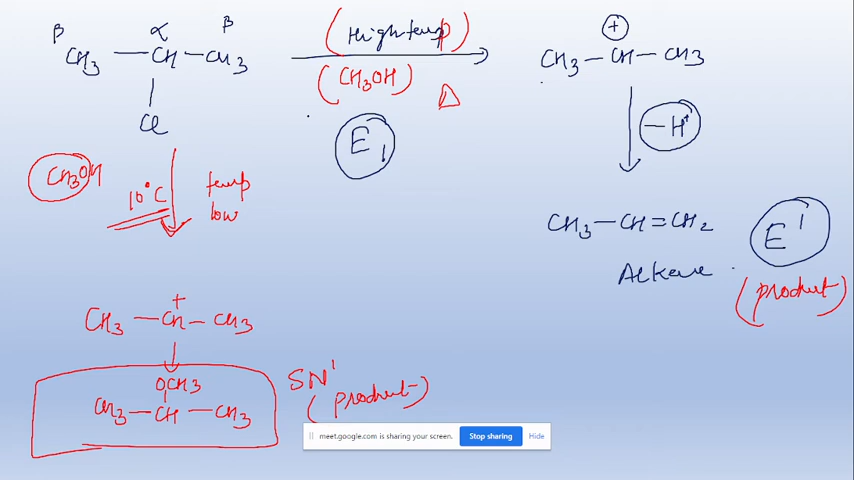 β α β
CH3 — CH — CH3
Cl
(High temp)
(CH3OH)
△
E1
+
CH3 — CH — CH3
—H+
CH3 — CH = CH2
Alkene
E1
(product)
CH3OH
10°C
temp
low
+
CH3 — CH — CH3
OCH3
CH3 — CH — CH3
SN1
(product)
meet.google.com is sharing your screen.
Stop sharing
Hide